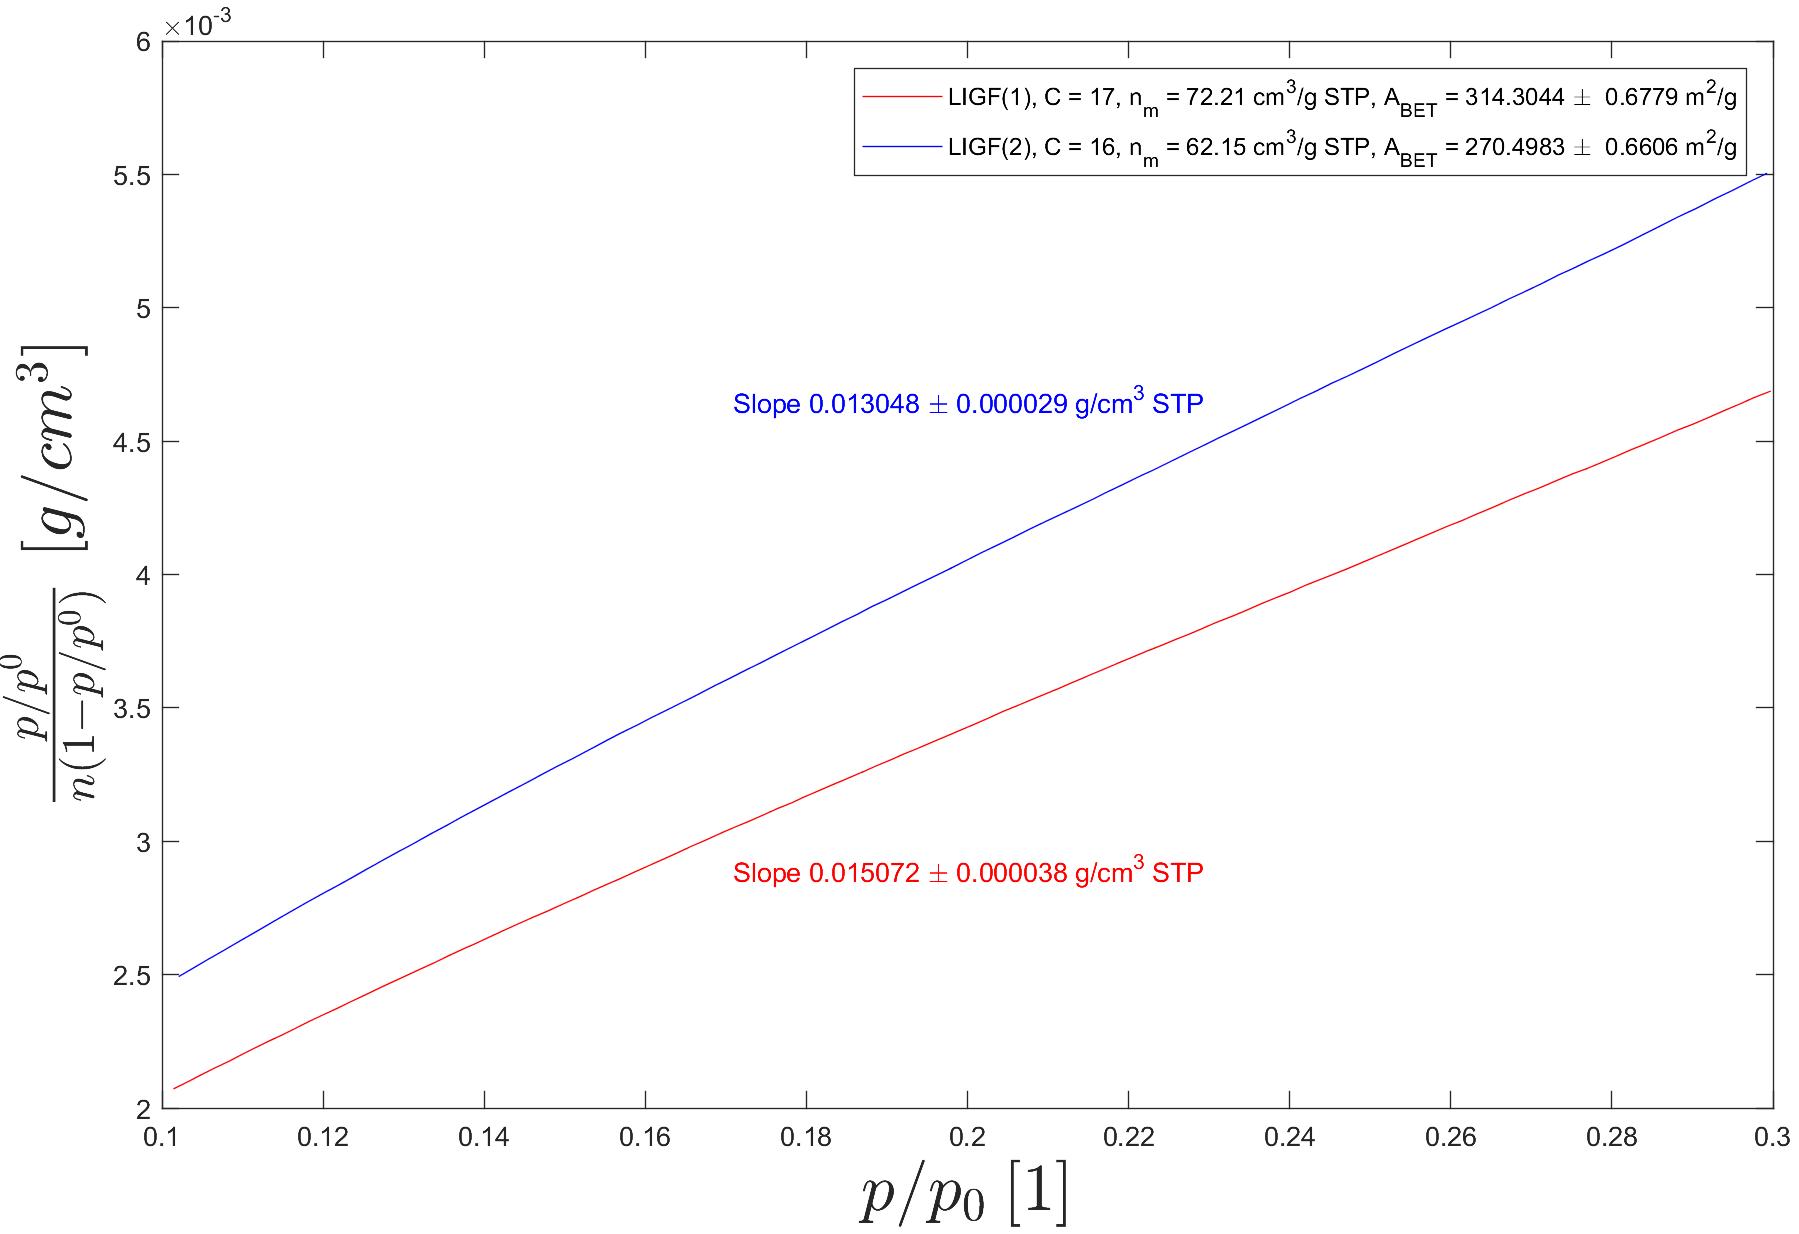 ×10⁻³
6
5.5
5
4.5
4
3.5
3
2.5
2
p/p⁰ / n(1−p/p⁰) [g/cm³]
LIGF(1), C = 17, nₘ = 72.21 cm³/g STP, A_BET = 314.3044 ± 0.6779 m²/g
LIGF(2), C = 16, nₘ = 62.15 cm³/g STP, A_BET = 270.4983 ± 0.6606 m²/g
Slope 0.013048 ± 0.000029 g/cm³ STP
Slope 0.015072 ± 0.000038 g/cm³ STP
0.1 0.12 0.14 0.16 0.18 0.2 0.22 0.24 0.26 0.28 0.3
p/p₀ [1]